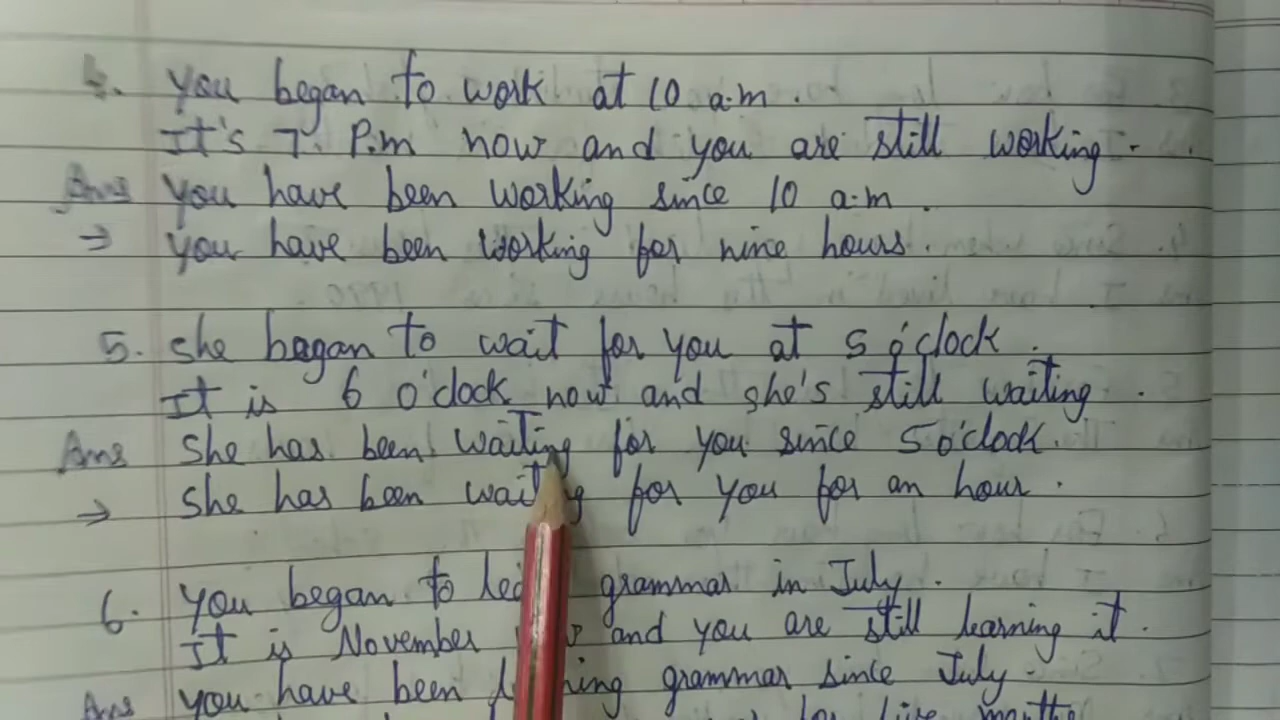 4. you began to work at 10 a.m.
It's 7 P.m now and you are still working.
Ans you have been working since 10 a.m.
→ you have been working for nine hours.
5. she began to wait for you at 5 o'clock.
It is 6 o'clock now and she's still waiting.
Ans She has been waiting for you since 5 o'clock.
→ She has been waiting for you for an hour.
6. you began to grammar in July.
It is November and you are still learning it.
Ans you have been grammar since July.
for five months